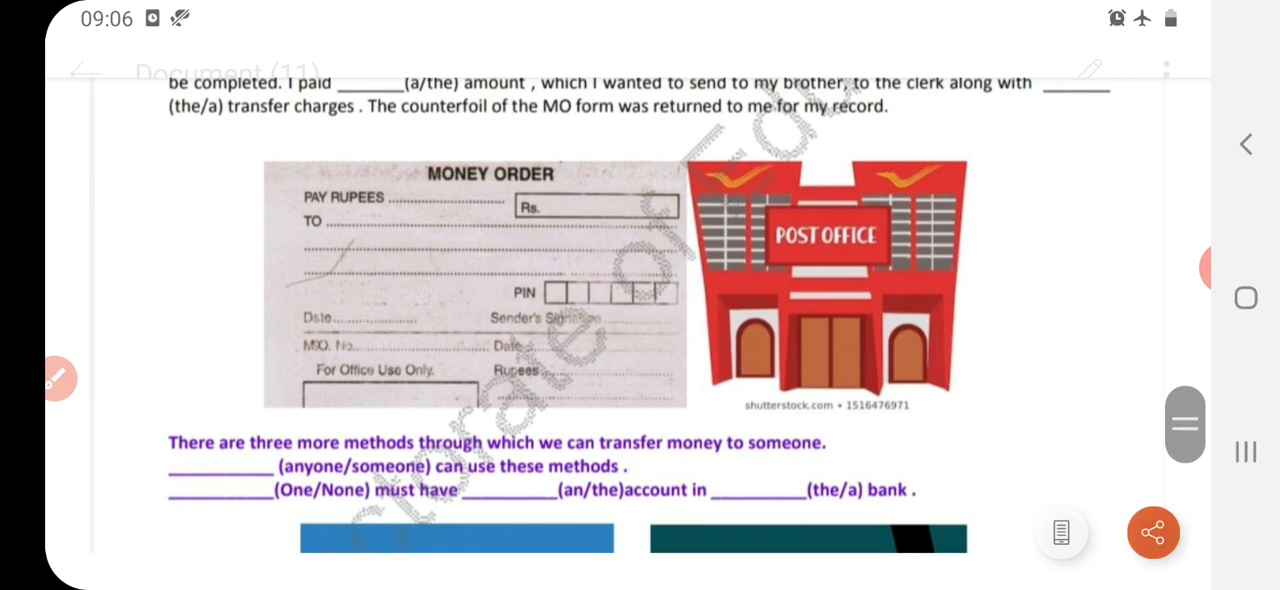 09:06
Document (11)
be completed. I paid _______(a/the) amount , which I wanted to send to my brother, to the clerk along with _______
(the/a) transfer charges . The counterfoil of the MO form was returned to me for my record.
MONEY ORDER
PAY RUPEES
Rs.
TO
PIN
Date
Sender's Signature
M.O. No.
Date
For Office Use Only.
Rupees
POST OFFICE
shutterstock.com • 1516476971
There are three more methods through which we can transfer money to someone.
___________ (anyone/someone) can use these methods .
___________(One/None) must have __________(an/the)account in __________(the/a) bank .